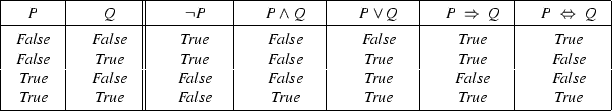 P Q ¬P P ∧ Q P ∨ Q P ⇒ Q P ⇔ Q
False False True False False True True
False True True False True True False
True False False False True False False
True True False True True True True